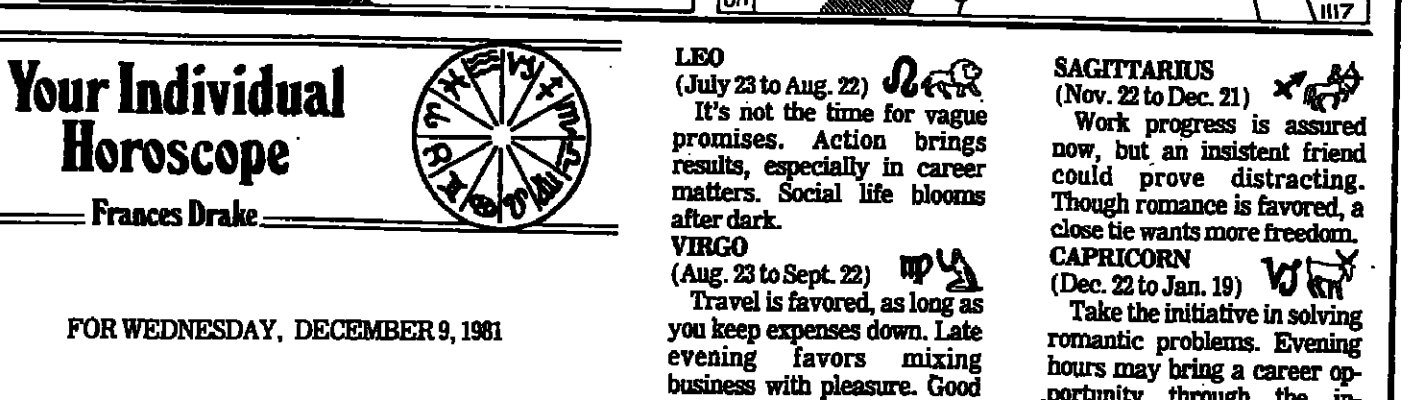 1117
Your Individual
Horoscope
Frances Drake
FOR WEDNESDAY, DECEMBER 9, 1981
LEO
(July 23 to Aug. 22)
It's not the time for vague
promises. Action brings
results, especially in career
matters. Social life blooms
after dark.
VIRGO
(Aug. 23 to Sept. 22)
Travel is favored, as long as
you keep expenses down. Late
evening favors mixing
business with pleasure. Good
SAGITTARIUS
(Nov. 22 to Dec. 21)
Work progress is assured
now, but an insistent friend
could prove distracting.
Though romance is favored, a
close tie wants more freedom.
CAPRICORN
(Dec. 22 to Jan. 19)
Take the initiative in solving
romantic problems. Evening
hours may bring a career op-
portunity through the in-